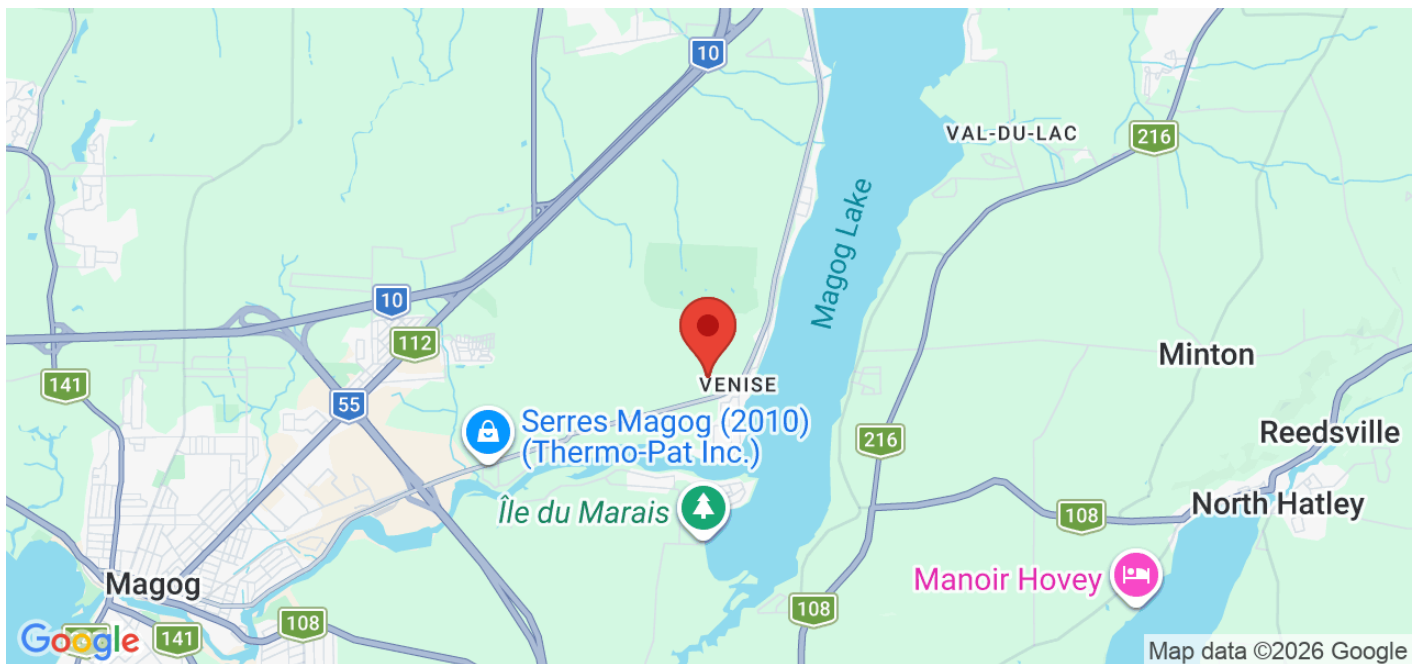 10
VAL-DU-LAC
216
Magog Lake
10
112
141
55
VENISE
Minton
Serres Magog (2010)
(Thermo-Pat Inc.)
216
Reedsville
Île du Marais
108
North Hatley
Manoir Hovey
Magog
108
108
141
Google
Map data ©2026 Google